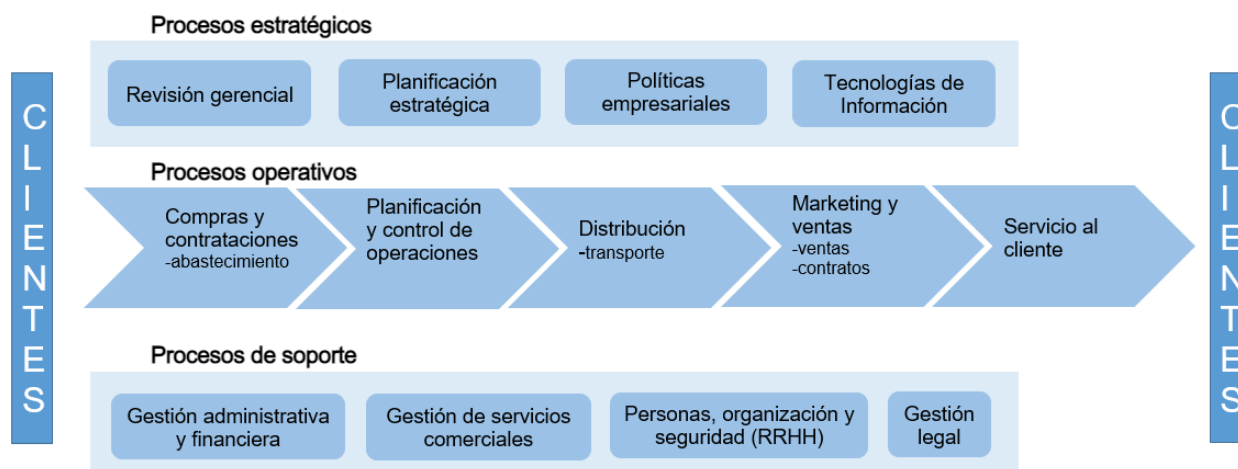 Procesos estratégicos
CLIENTES
Revisión gerencial
Planificación
estratégica
Políticas
empresariales
Tecnologías de
Información
Procesos operativos
Compras y
contrataciones
-abastecimiento
Planificación
y control de
operaciones
Distribución
-transporte
Marketing y
ventas
-ventas
-contratos
Servicio al
cliente
Procesos de soporte
Gestión administrativa
y financiera
Gestión de servicios
comerciales
Personas, organización y
seguridad (RRHH)
Gestión
legal
CLIENTES